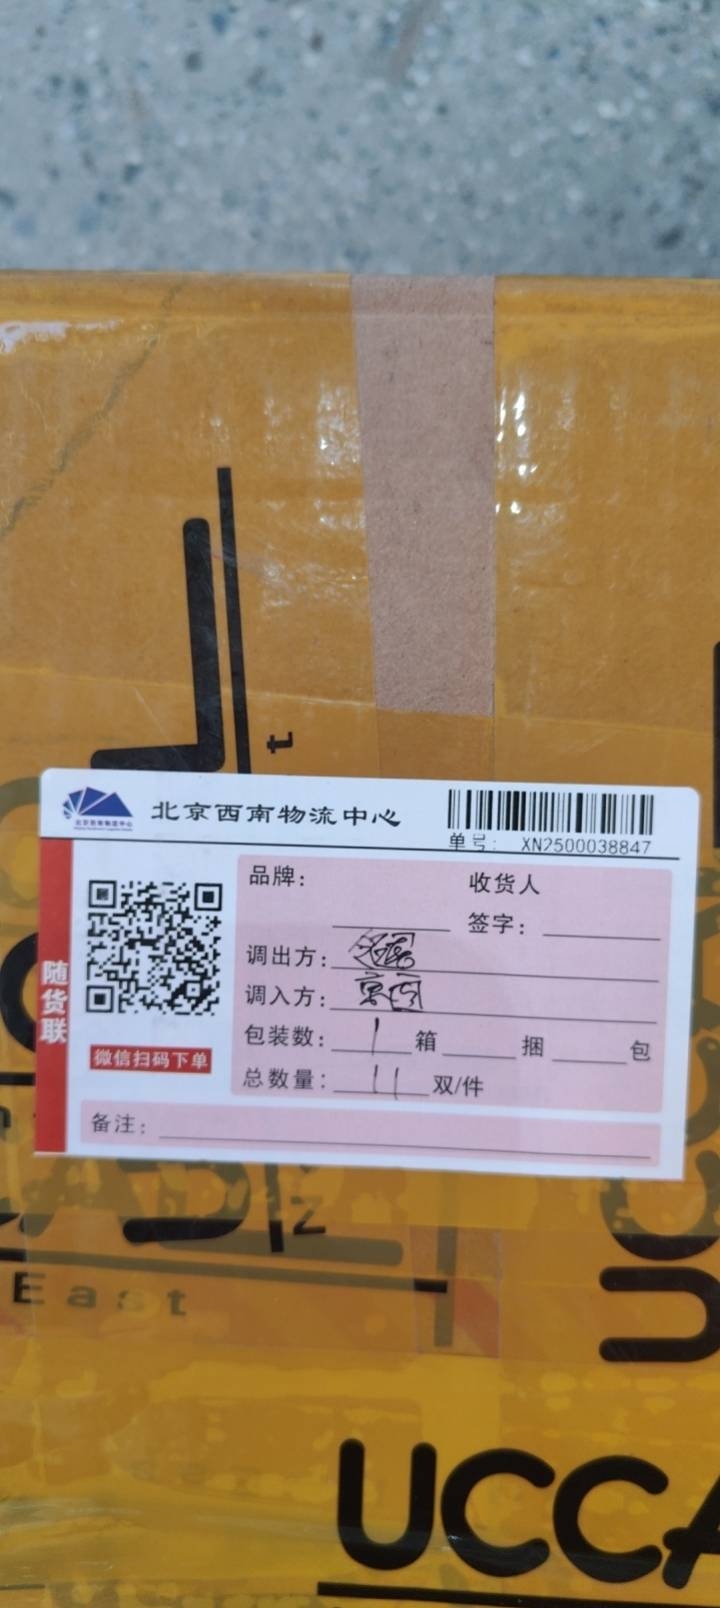 t
北京西南物流中心
单号: XN2500038847
品牌:
收货人
签字:
调出方:
调入方:
包装数: 1 箱 捆 包
总数量: 11 双/件
随货联
微信扫码下单
备注:
East
UCCA